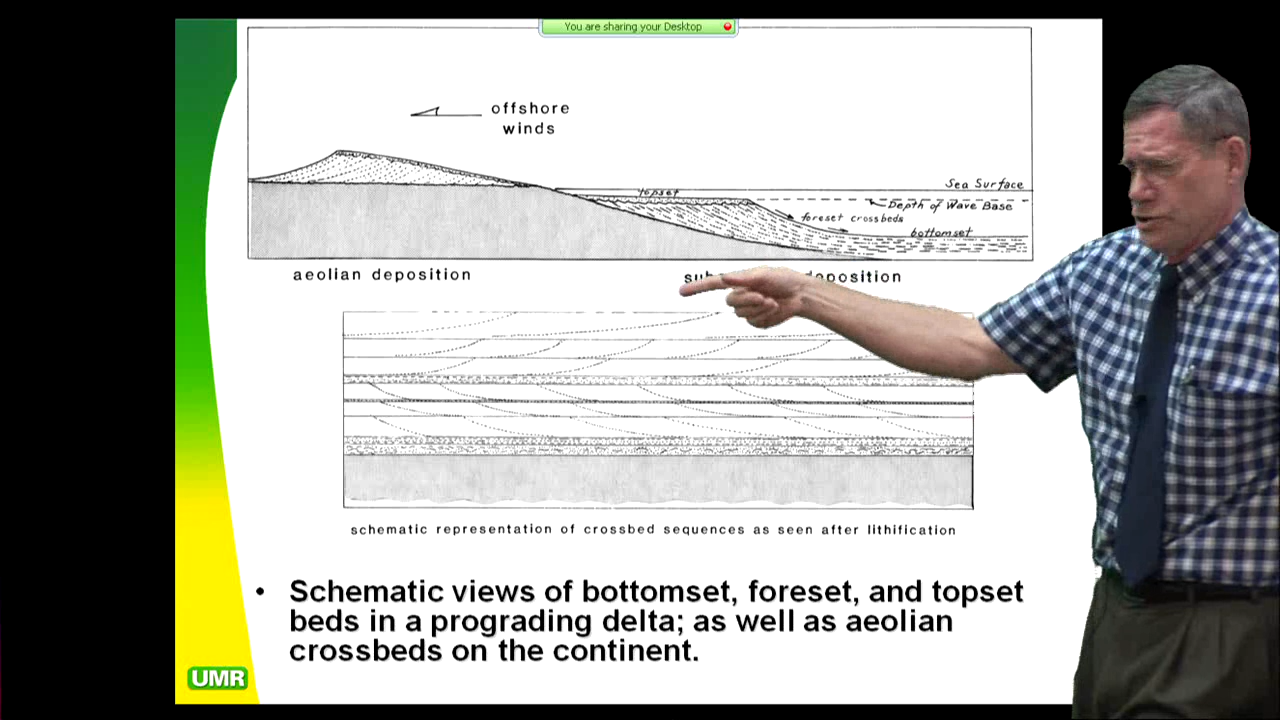 You are sharing your Desktop
offshore
winds
Sea Surface
topset
Depth of Wave Base
foreset crossbeds
bottomset
aeolian deposition
deposition
schematic representation of crossbed sequences as seen after lithification
• Schematic views of bottomset, foreset, and topset
beds in a prograding delta; as well as aeolian
crossbeds on the continent.
UMR